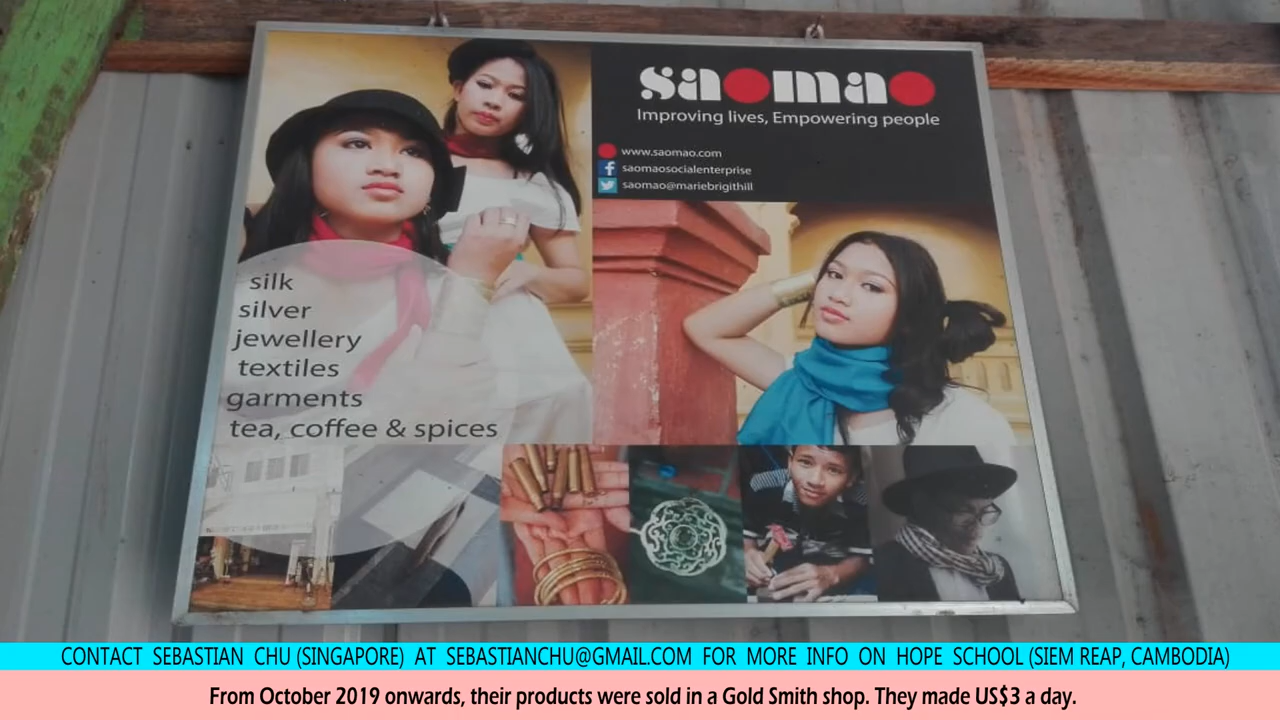 saomao
Improving lives, Empowering people
www.saomao.com
saomaosocialenterprise
saomao@mariebrigithill
silk
silver
jewellery
textiles
garments
tea, coffee & spices
CONTACT SEBASTIAN CHU (SINGAPORE) AT SEBASTIANCHU@GMAIL.COM FOR MORE INFO ON HOPE SCHOOL (SIEM REAP, CAMBODIA)
From October 2019 onwards, their products were sold in a Gold Smith shop. They made US$3 a day.